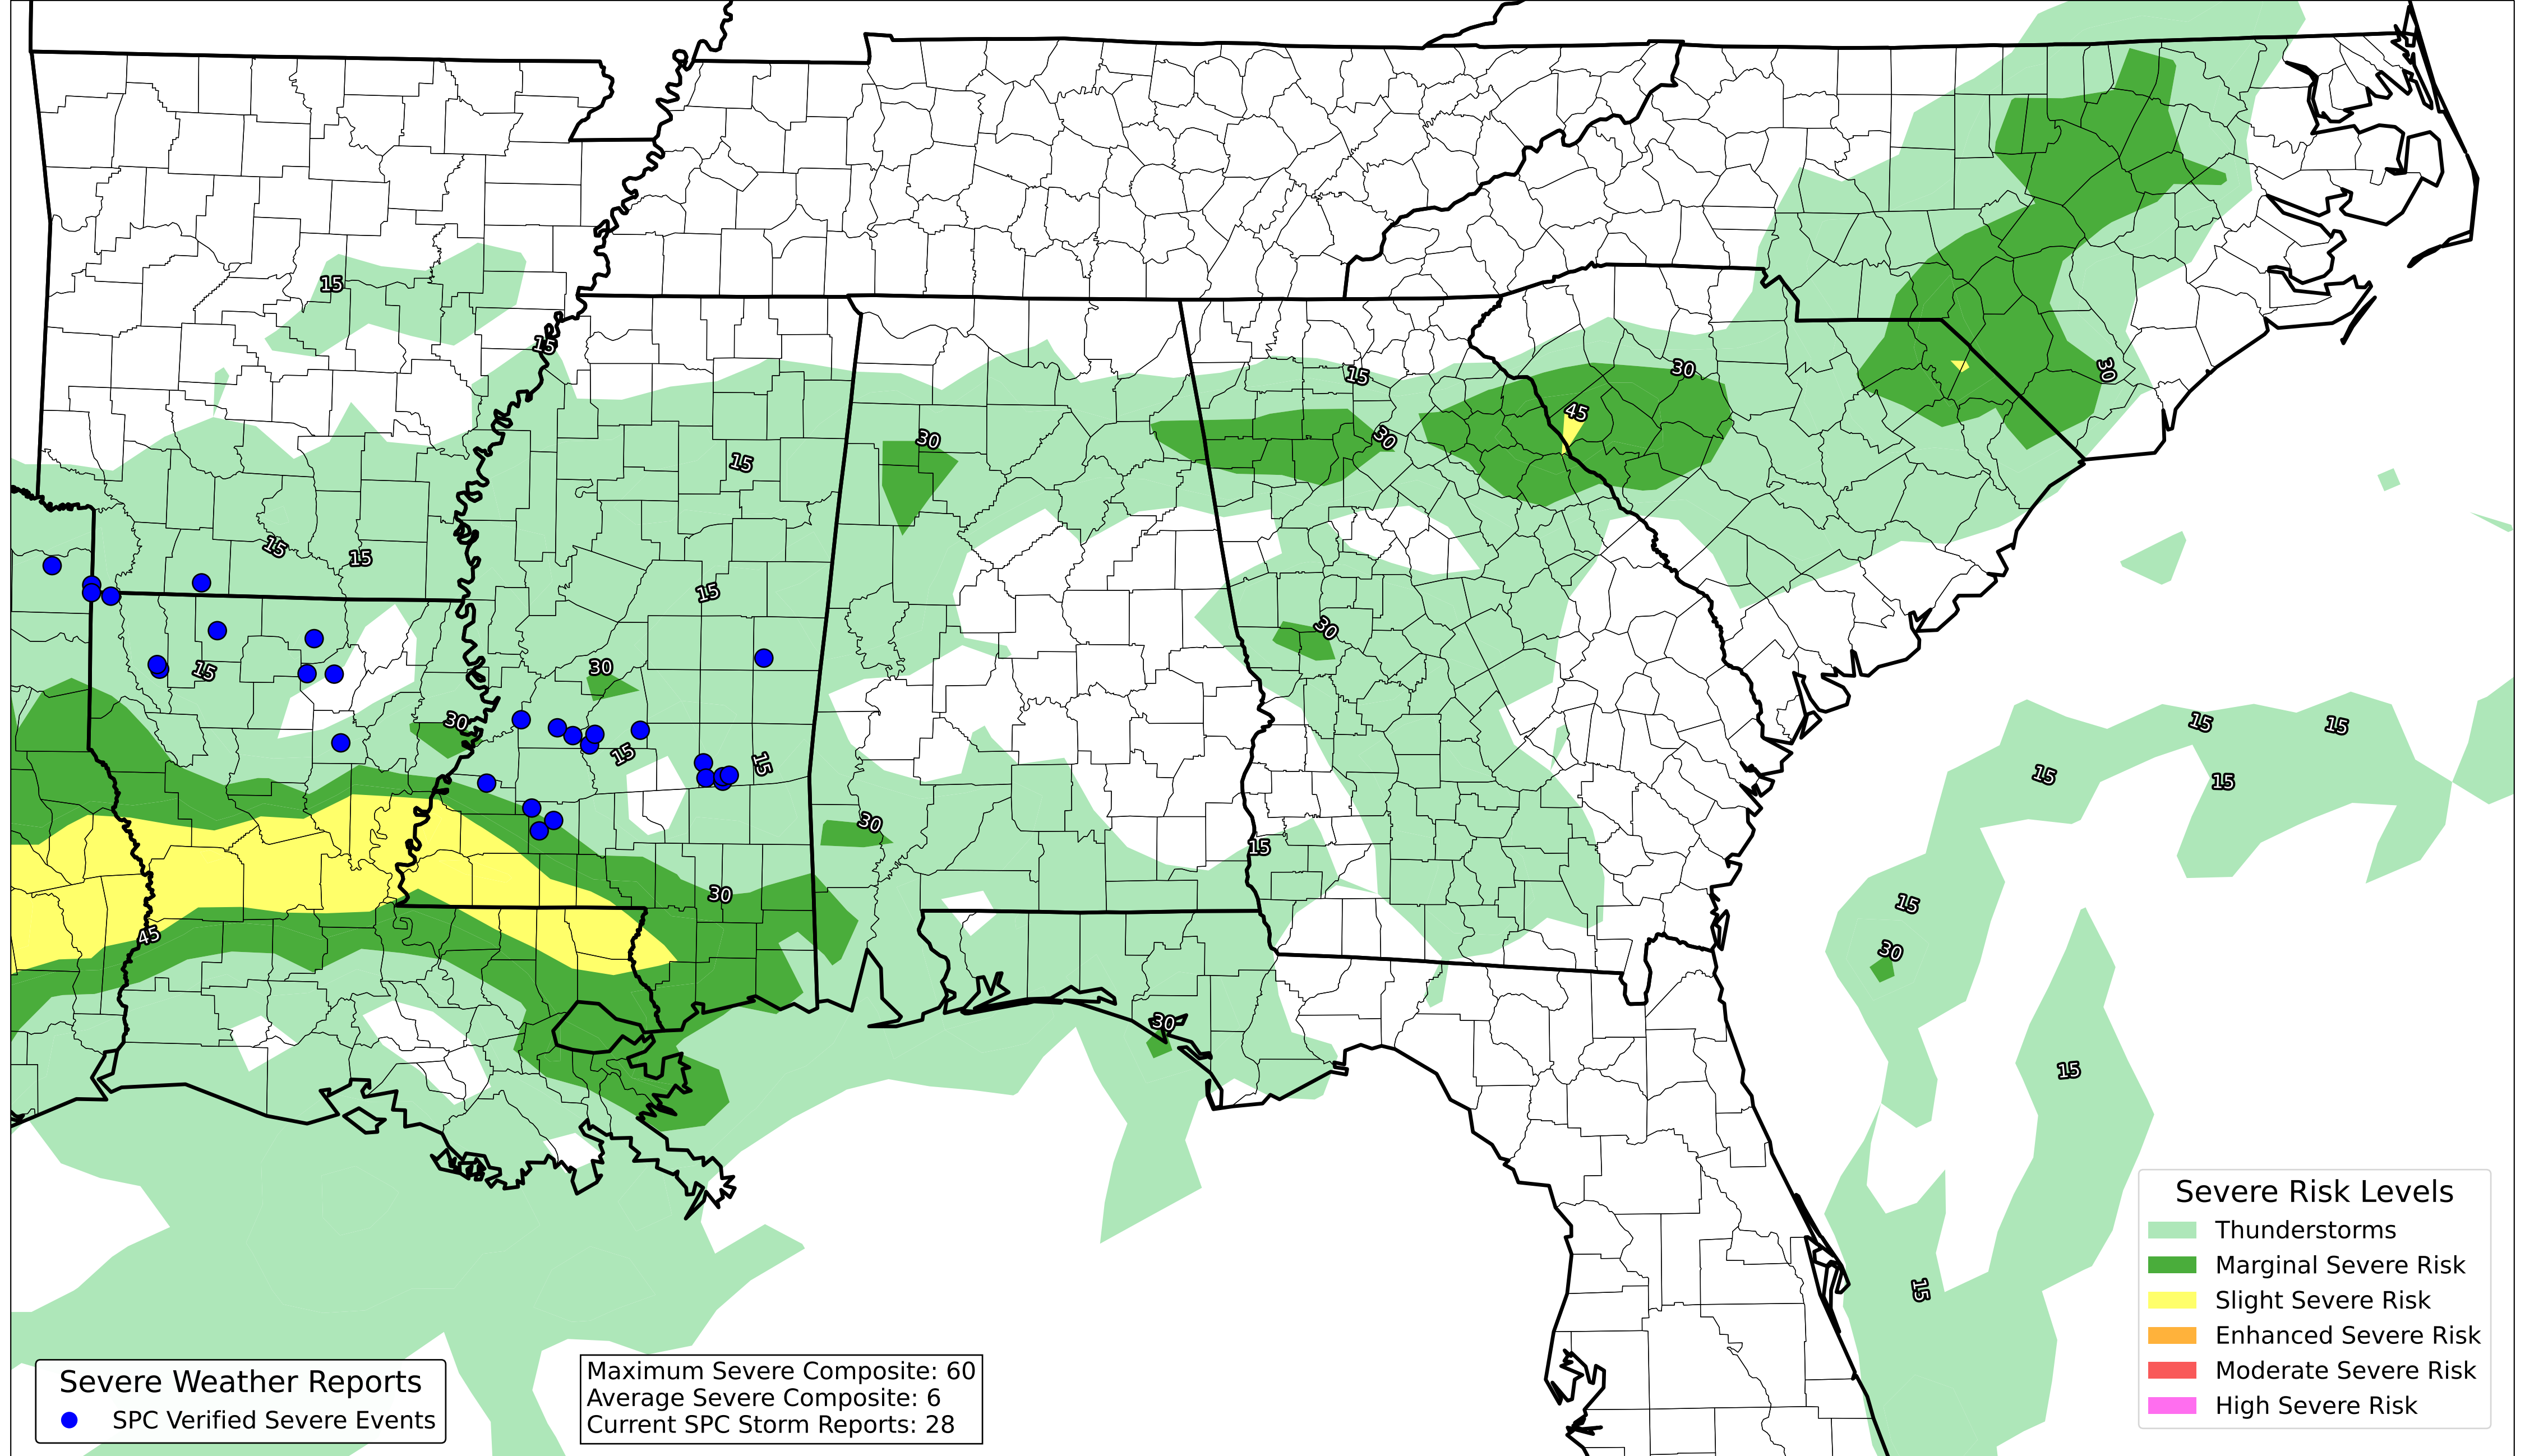 15
15
30
15
30
45
30
15
30
15
15
15
30
15
30
30
15
15
30
15
15
15
15
15
30
15
30
15
45
30
30
15
15
Severe Risk Levels
Thunderstorms
Marginal Severe Risk
Slight Severe Risk
Enhanced Severe Risk
Moderate Severe Risk
High Severe Risk
Severe Weather Reports
SPC Verified Severe Events
Maximum Severe Composite: 60
Average Severe Composite: 6
Current SPC Storm Reports: 28